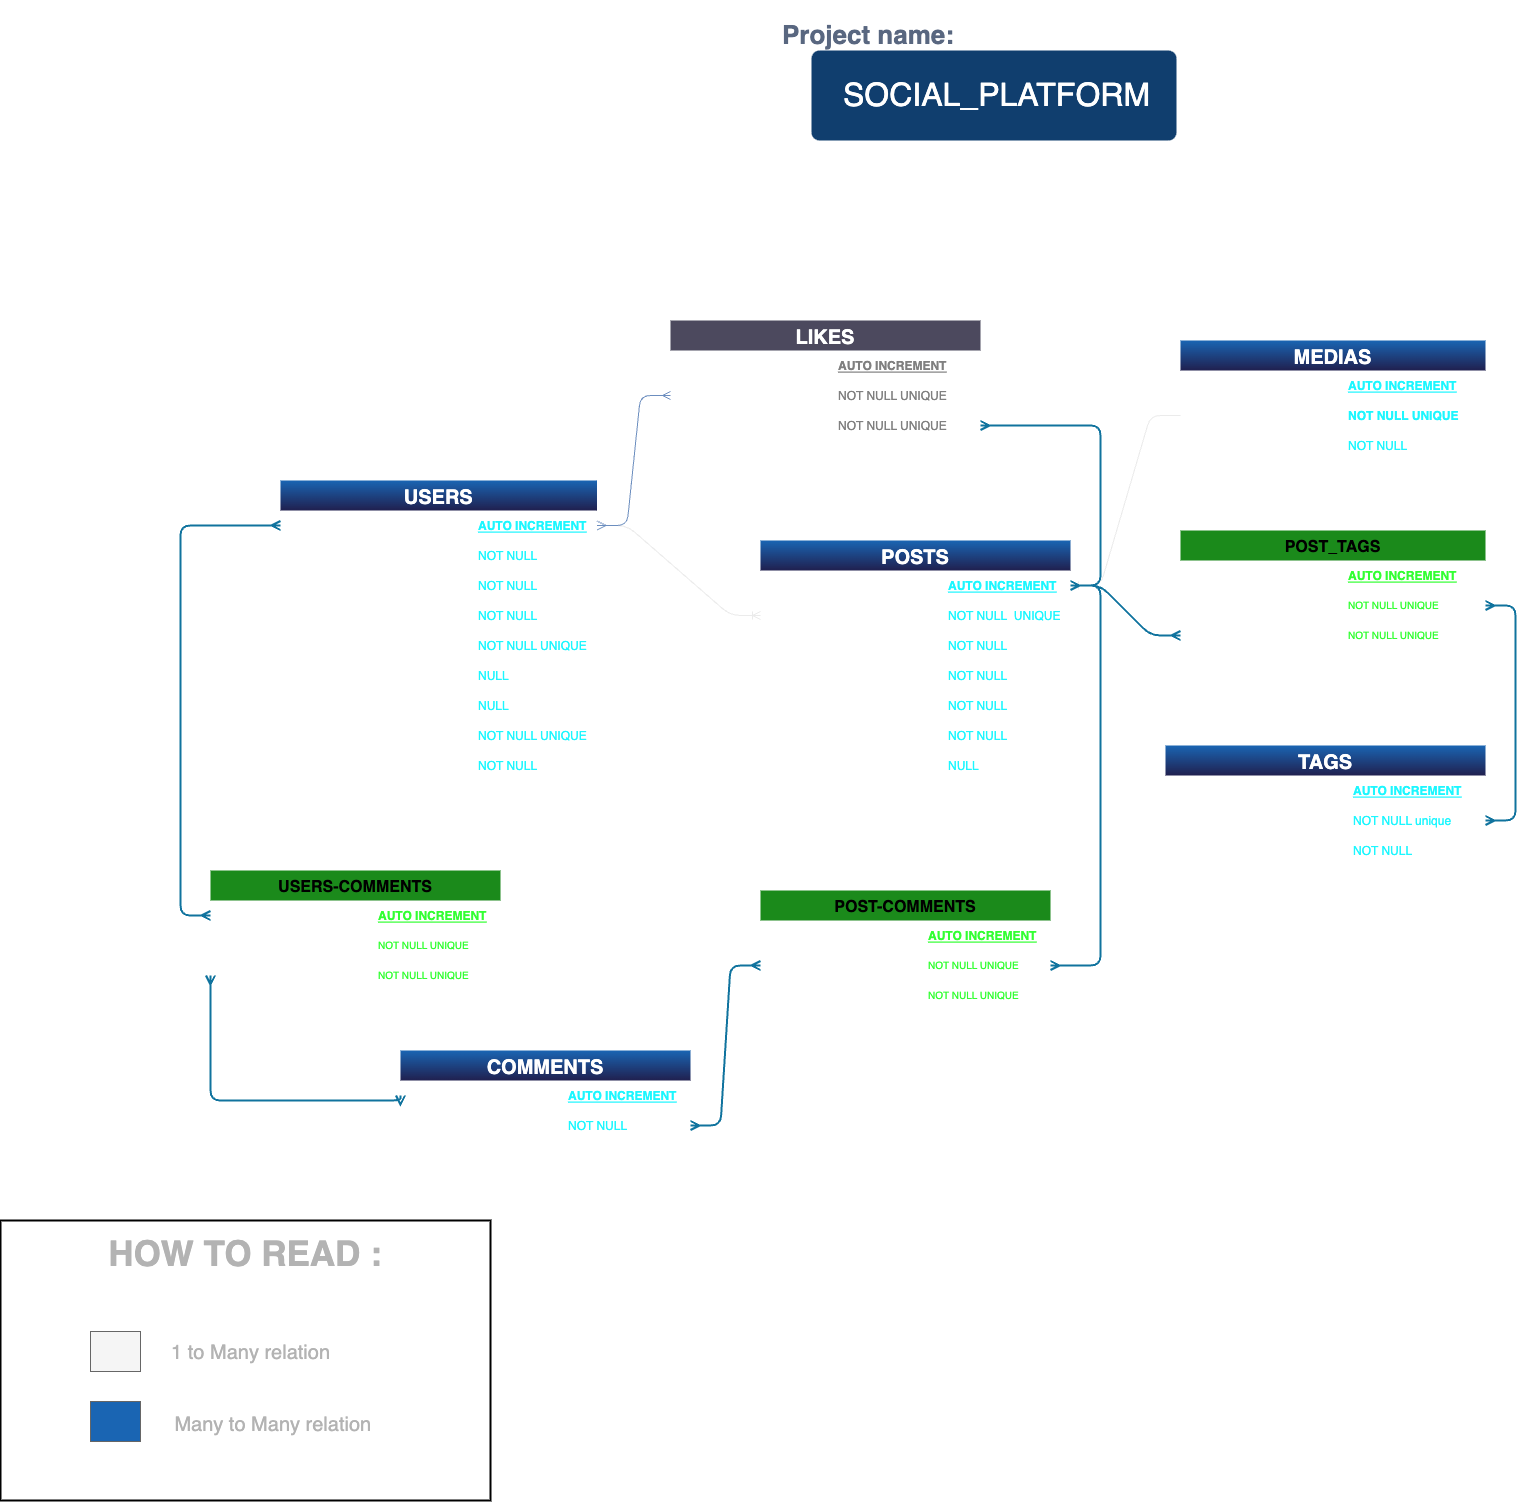 Project name:
SOCIAL_PLATFORM
LIKES
AUTO INCREMENT
NOT NULL UNIQUE
NOT NULL UNIQUE
MEDIAS
AUTO INCREMENT
NOT NULL UNIQUE
NOT NULL
USERS
AUTO INCREMENT
NOT NULL
NOT NULL
NOT NULL
NOT NULL UNIQUE
NULL
NULL
NOT NULL UNIQUE
NOT NULL
POSTS
AUTO INCREMENT
NOT NULL  UNIQUE
NOT NULL
NOT NULL
NOT NULL
NOT NULL
NULL
POST_TAGS
AUTO INCREMENT
NOT NULL UNIQUE
NOT NULL UNIQUE
TAGS
AUTO INCREMENT
NOT NULL unique
NOT NULL
USERS-COMMENTS
AUTO INCREMENT
NOT NULL UNIQUE
NOT NULL UNIQUE
POST-COMMENTS
AUTO INCREMENT
NOT NULL UNIQUE
NOT NULL UNIQUE
COMMENTS
AUTO INCREMENT
NOT NULL
HOW TO READ :
1 to Many relation
Many to Many relation